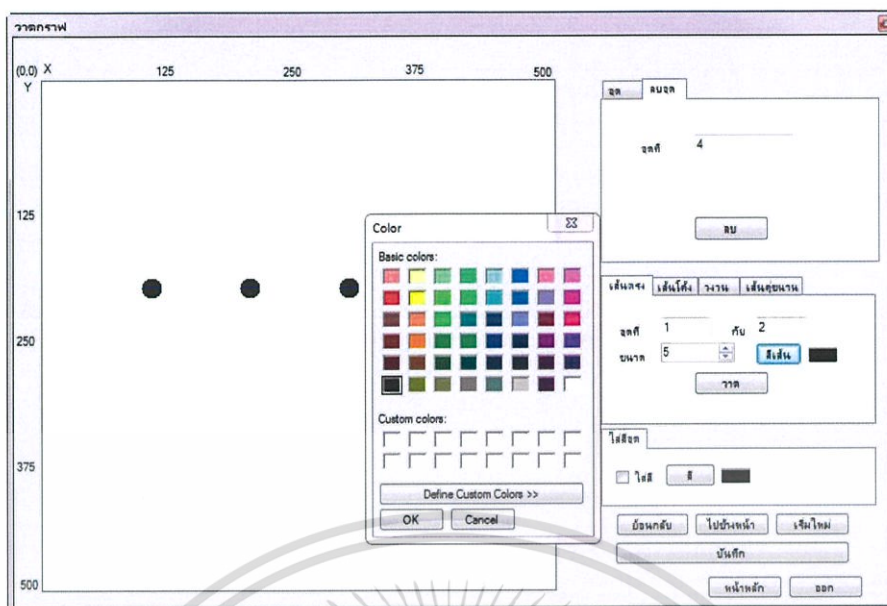 วาดกราฟ
(0,0) X 125 250 375 500
Y
125
250
375
500
จุด ลบจุด
จุดที่ 4
ลบ
เส้นตรง เส้นโค้ง วงวน เส้นคู่ขนาน
จุดที่ 1 กับ 2
ขนาด 5 สีเส้น
วาด
ใส่สีจุด
ใส่สี สี
ย้อนกลับ ไปข้างหน้า เริ่มใหม่
บันทึก
หน้าหลัก ออก
Color
Basic colors:
Custom colors:
Define Custom Colors >>
OK Cancel